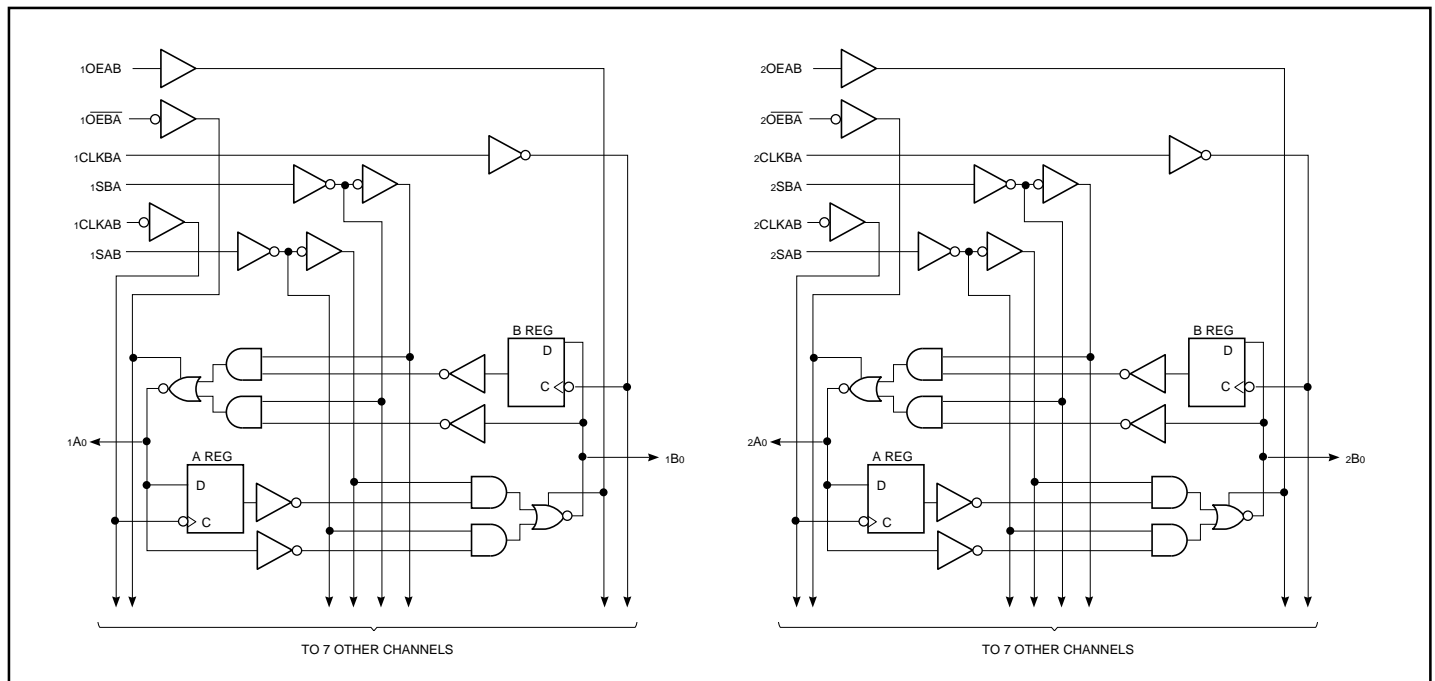 1OEAB
1OEBA
1CLKBA
1SBA
1CLKAB
1SAB
B REG
D
C
1A0
1B0
A REG
D
C
TO 7 OTHER CHANNELS
2OEAB
2OEBA
2CLKBA
2SBA
2CLKAB
2SAB
B REG
D
C
2A0
2B0
A REG
D
C
TO 7 OTHER CHANNELS